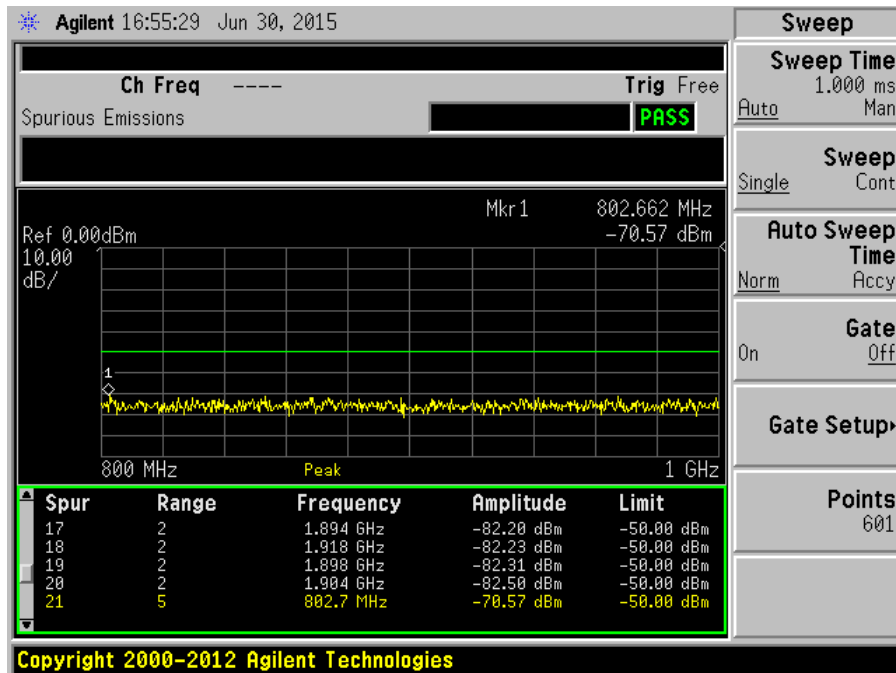 Agilent 16:55:29 Jun 30, 2015
Ch Freq ----
Trig Free
Spurious Emissions
PASS
Mkr1 802.662 MHz
-70.57 dBm
Ref 0.00dBm
10.00
dB/
1
800 MHz
Peak
1 GHz
Spur Range Frequency Amplitude Limit
17 2 1.894 GHz -82.20 dBm -50.00 dBm
18 2 1.918 GHz -82.23 dBm -50.00 dBm
19 2 1.898 GHz -82.31 dBm -50.00 dBm
20 2 1.904 GHz -82.50 dBm -50.00 dBm
21 5 802.7 MHz -70.57 dBm -50.00 dBm
Copyright 2000-2012 Agilent Technologies
Sweep
Sweep Time
1.000 ms
Auto Man
Sweep
Single Cont
Auto Sweep
Time
Norm Accy
Gate
On Off
Gate Setup
Points
601